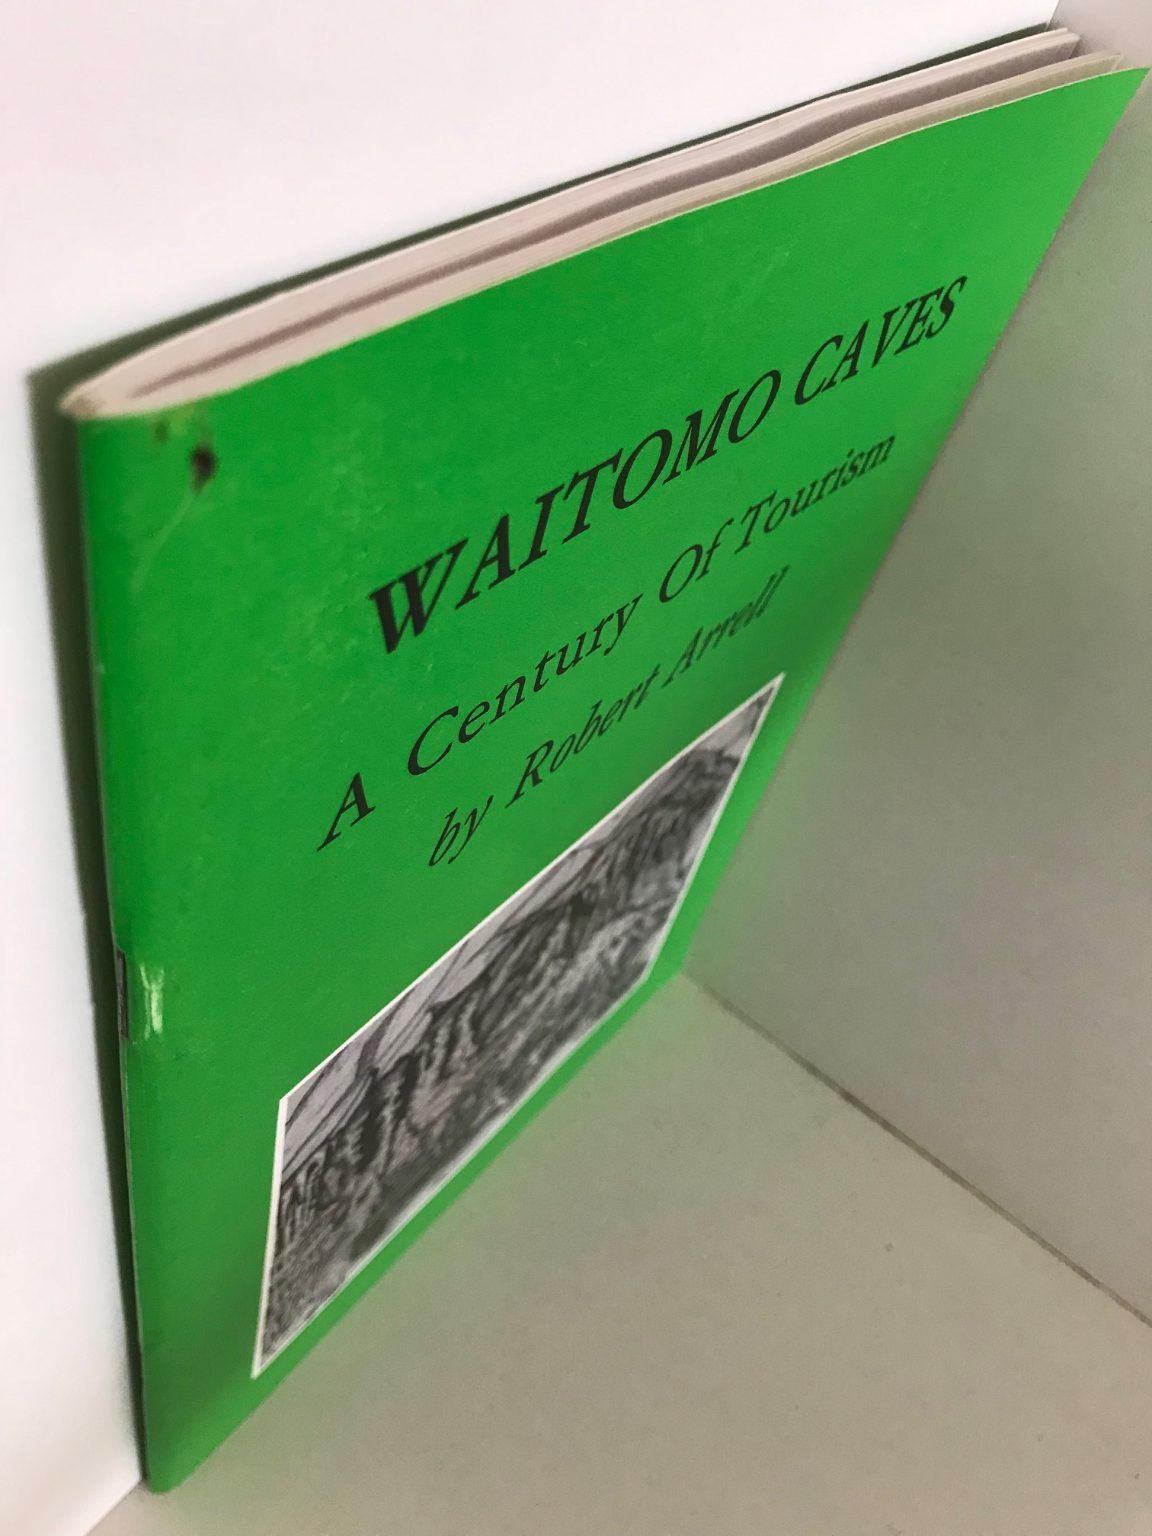 WAITOMO CAVES
A Century Of Tourism
by Robert Arrell